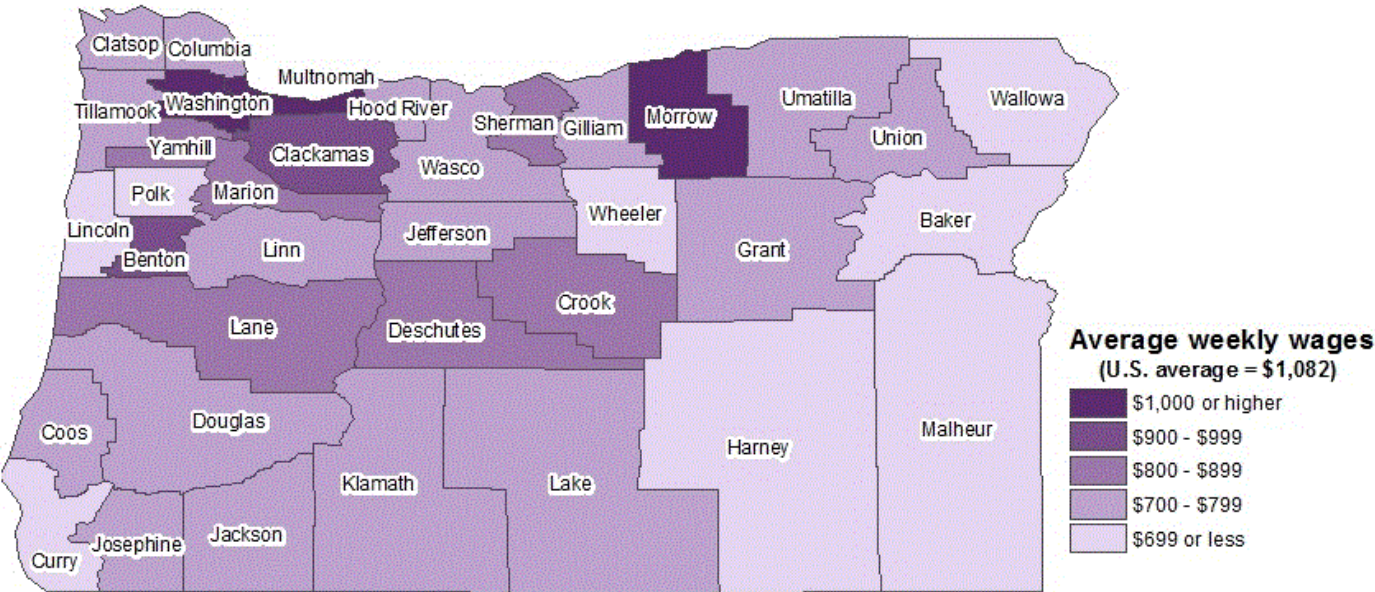 Clatsop
Columbia
Multnomah
Tillamook
Washington
Hood River
Sherman
Gilliam
Morrow
Umatilla
Wallowa
Union
Yamhill
Clackamas
Wasco
Polk
Marion
Wheeler
Baker
Lincoln
Benton
Linn
Jefferson
Grant
Crook
Lane
Deschutes
Average weekly wages
(U.S. average = $1,082)
$1,000 or higher
$900 - $999
$800 - $899
$700 - $799
$699 or less
Coos
Douglas
Harney
Malheur
Klamath
Lake
Curry
Josephine
Jackson